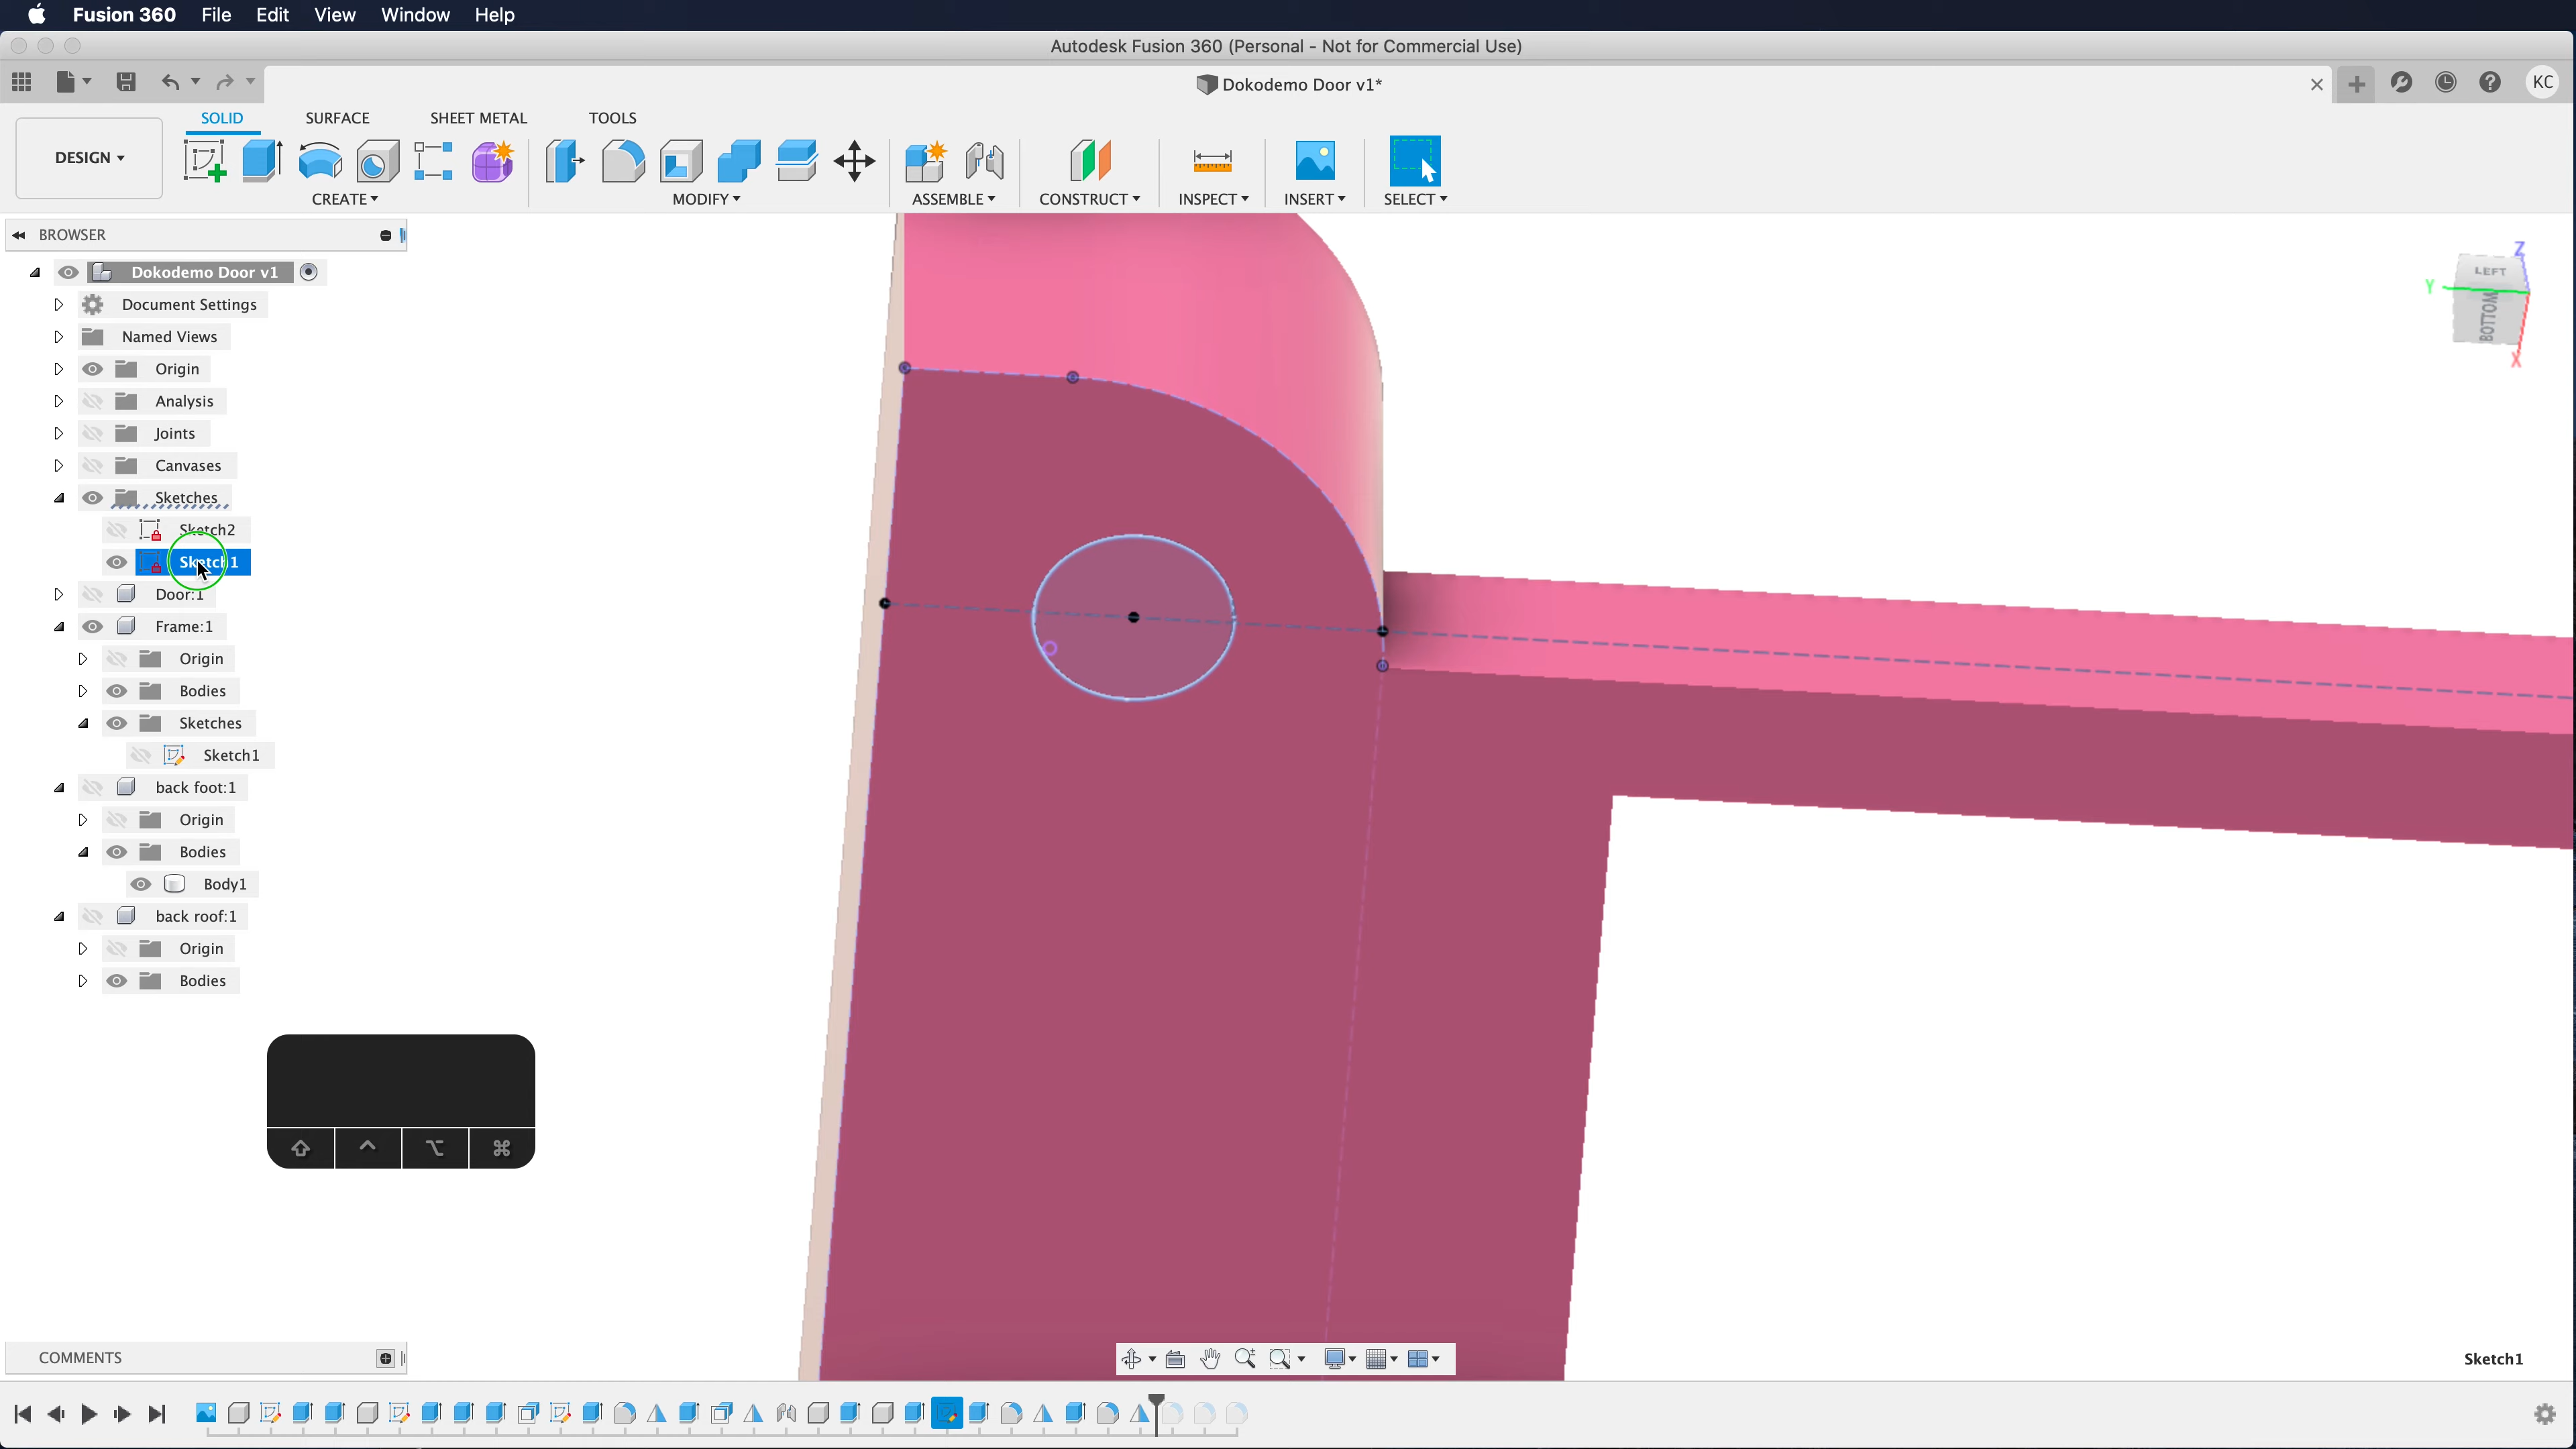 Fusion 360 File Edit View Window Help
Autodesk Fusion 360 (Personal - Not for Commercial Use)
Dokodemo Door v1*
KC
SOLID SURFACE SHEET METAL TOOLS
DESIGN
CREATE MODIFY ASSEMBLE CONSTRUCT INSPECT INSERT SELECT
BROWSER
Dokodemo Door v1
Document Settings
Named Views
Origin
Analysis
Joints
Canvases
Sketches
Sketch2
Sketch1
Door:1
Frame:1
Origin
Bodies
Sketches
Sketch1
back foot:1
Origin
Bodies
Body1
back roof:1
Origin
Bodies
Z
LEFT
Y
BOTTOM
X
COMMENTS
Sketch1